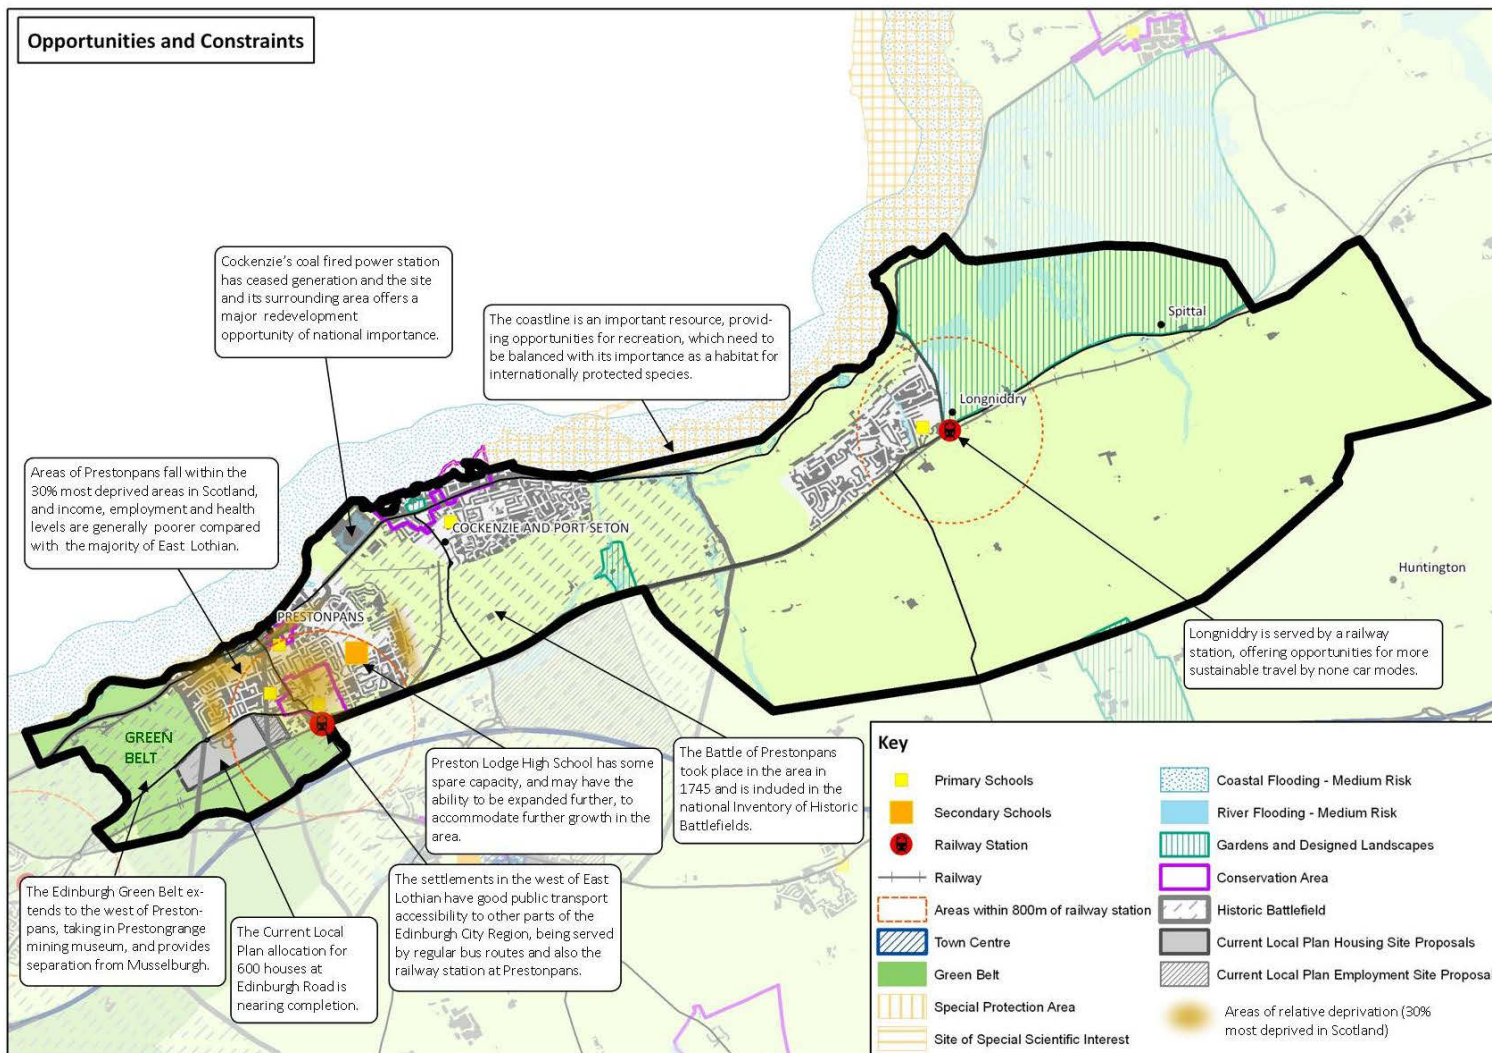 Opportunities and Constraints
Cockenzie's coal fired power station
has ceased generation and the site
and its surrounding area offers a
major redevelopment
opportunity of national importance.
The coastline is an important resource, provid-
ing opportunities for recreation, which need to
be balanced with its importance as a habitat for
internationally protected species.
Spittal
Longniddry
Areas of Prestonpans fall within the
30% most deprived areas in Scotland,
and income, employment and health
levels are generally poorer compared
with the majority of East Lothian.
COCKENZIE AND PORT SETON
Huntington
PRESTONPANS
Longniddry is served by a railway
station, offering opportunities for more
sustainable travel by none car modes.
GREEN
BELT
Preston Lodge High School has some
spare capacity, and may have the
ability to be expanded further, to
accommodate further growth in the
area.
The Battle of Prestonpans
took place in the area in
1745 and is included in the
national Inventory of Historic
Battlefields.
The Edinburgh Green Belt ex-
tends to the west of Preston-
pans, taking in Prestongrange
mining museum, and provides
separation from Musselburgh.
The Current Local
Plan allocation for
600 houses at
Edinburgh Road is
nearing completion.
The settlements in the west of East
Lothian have good public transport
accessibility to other parts of the
Edinburgh City Region, being served
by regular bus routes and also the
railway station at Prestonpans.
Key
Primary Schools
Secondary Schools
Railway Station
Railway
Areas within 800m of railway station
Town Centre
Green Belt
Special Protection Area
Site of Special Scientific Interest
Coastal Flooding - Medium Risk
River Flooding - Medium Risk
Gardens and Designed Landscapes
Conservation Area
Historic Battlefield
Current Local Plan Housing Site Proposals
Current Local Plan Employment Site Proposal
Areas of relative deprivation (30%
most deprived in Scotland)